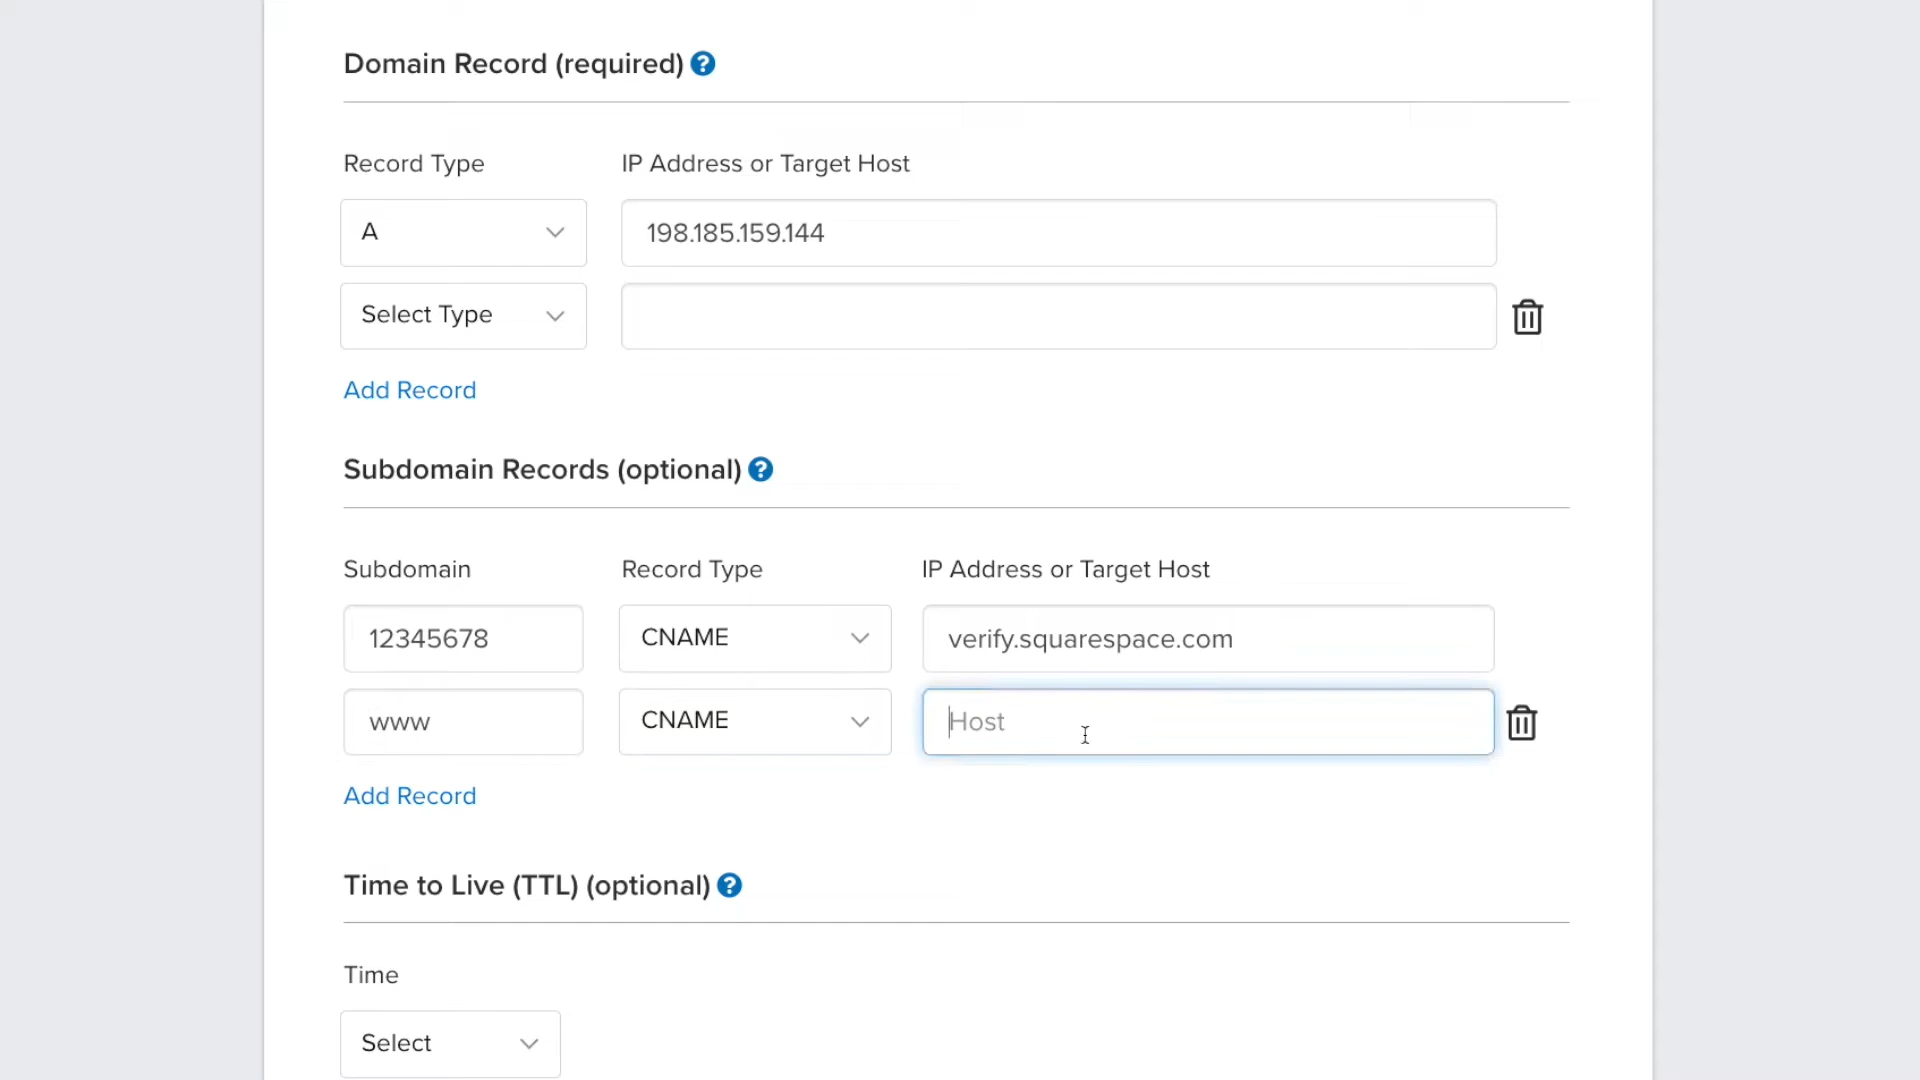 Domain Record (required) ?
Record Type IP Address or Target Host
A 198.185.159.144
Select Type
Add Record
Subdomain Records (optional) ?
Subdomain Record Type IP Address or Target Host
12345678 CNAME verify.squarespace.com
www CNAME Host
Add Record
Time to Live (TTL) (optional) ?
Time
Select